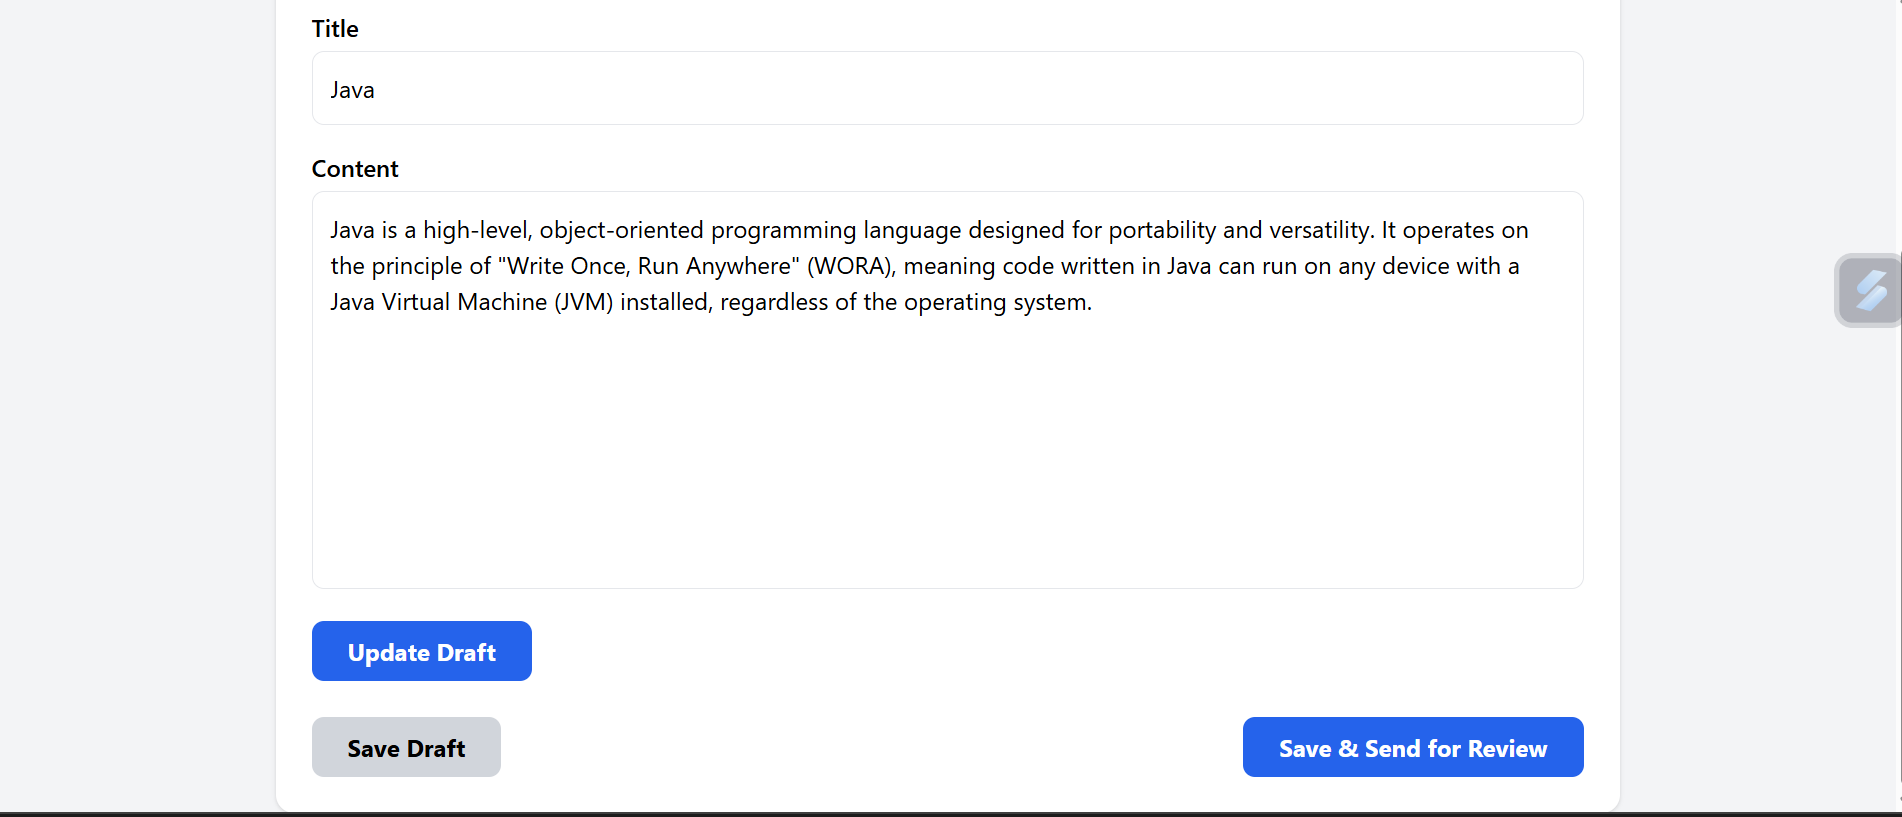 Title
Java
Content
Java is a high-level, object-oriented programming language designed for portability and versatility. It operates on
the principle of "Write Once, Run Anywhere" (WORA), meaning code written in Java can run on any device with a
Java Virtual Machine (JVM) installed, regardless of the operating system.
Update Draft
Save Draft
Save & Send for Review